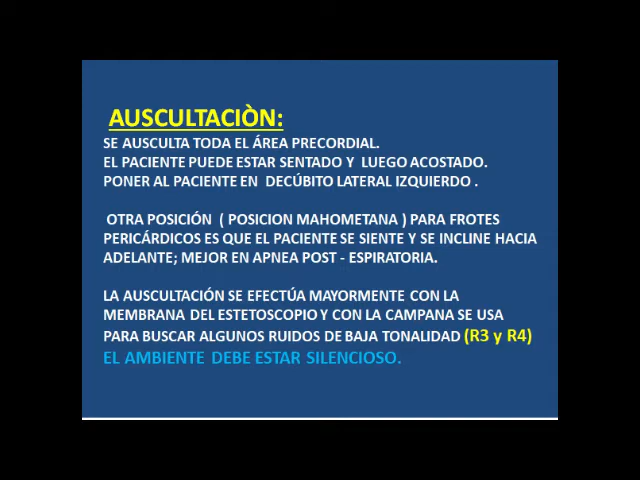 AUSCULTACIÒN:
SE AUSCULTA TODA EL ÁREA PRECORDIAL.
EL PACIENTE PUEDE ESTAR SENTADO Y LUEGO ACOSTADO.
PONER AL PACIENTE EN DECÚBITO LATERAL IZQUIERDO .
OTRA POSICIÓN ( POSICION MAHOMETANA ) PARA FROTES
PERICÁRDICOS ES QUE EL PACIENTE SE SIENTE Y SE INCLINE HACIA
ADELANTE; MEJOR EN APNEA POST - ESPIRATORIA.
LA AUSCULTACIÓN SE EFECTÚA MAYORMENTE CON LA
MEMBRANA DEL ESTETOSCOPIO Y CON LA CAMPANA SE USA
PARA BUSCAR ALGUNOS RUIDOS DE BAJA TONALIDAD (R3 y R4)
EL AMBIENTE DEBE ESTAR SILENCIOSO.